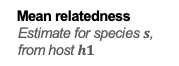 Mean relatedness
Estimate for species s,
from host h1